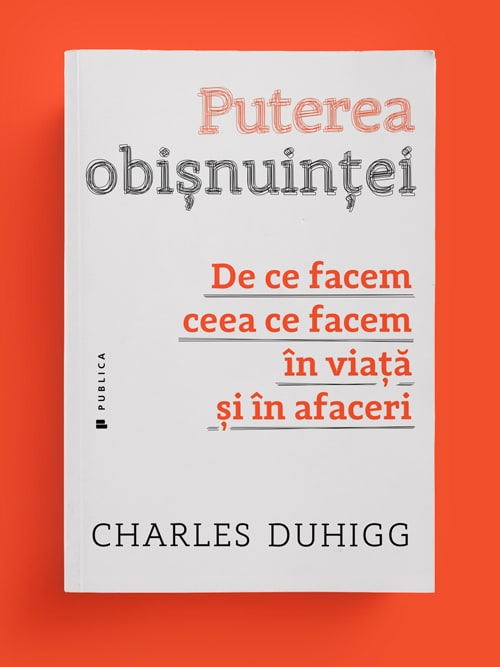 Puterea
obișnuinței
De ce facem
ceea ce facem
în viață
și în afaceri
PUBLICA
CHARLES DUHIGG